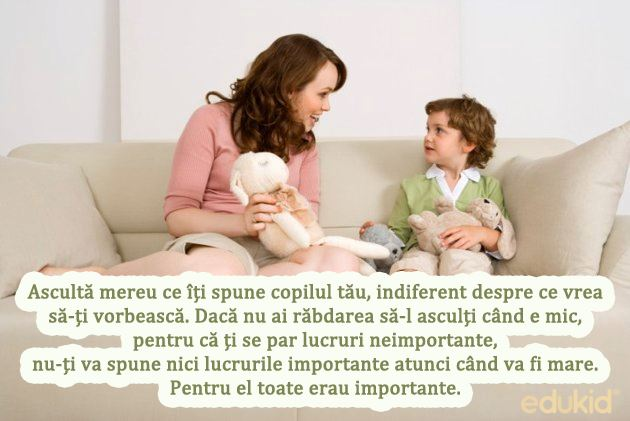 Ascultă mereu ce îți spune copilul tău, indiferent despre ce vrea
să-ți vorbească. Dacă nu ai răbdarea să-l asculți când e mic,
pentru că ți se par lucruri neimportante,
nu-ți va spune nici lucrurile importante atunci când va fi mare.
Pentru el toate erau importante.
edukid